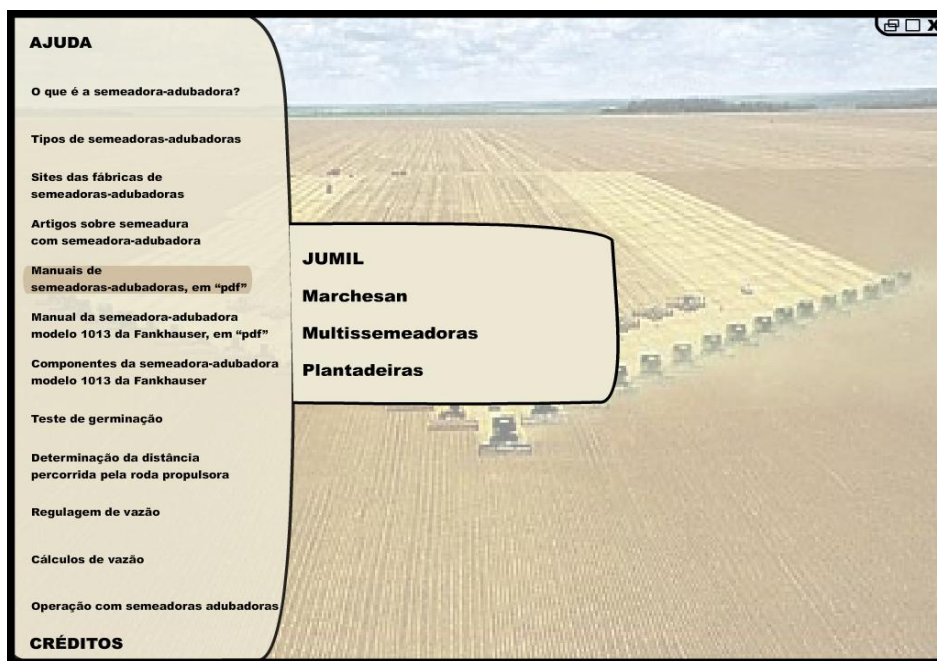 AJUDA
O que é a semeadora-adubadora?
Tipos de semeadoras-adubadoras
Sites das fábricas de
semeadoras-adubadoras
Artigos sobre semeadura
com semeadora-adubadora
Manuais de
semeadoras-adubadoras, em “pdf”
Manual da semeadora-adubadora
modelo 1013 da Fankhauser, em “pdf”
Componentes da semeadora-adubadora
modelo 1013 da Fankhauser
Teste de germinação
Determinação da distância
percorrida pela roda propulsora
Regulagem de vazão
Cálculos de vazão
Operação com semeadoras adubadoras
CRÉDITOS
JUMIL
Marchesan
Multissemeadoras
Plantadeiras